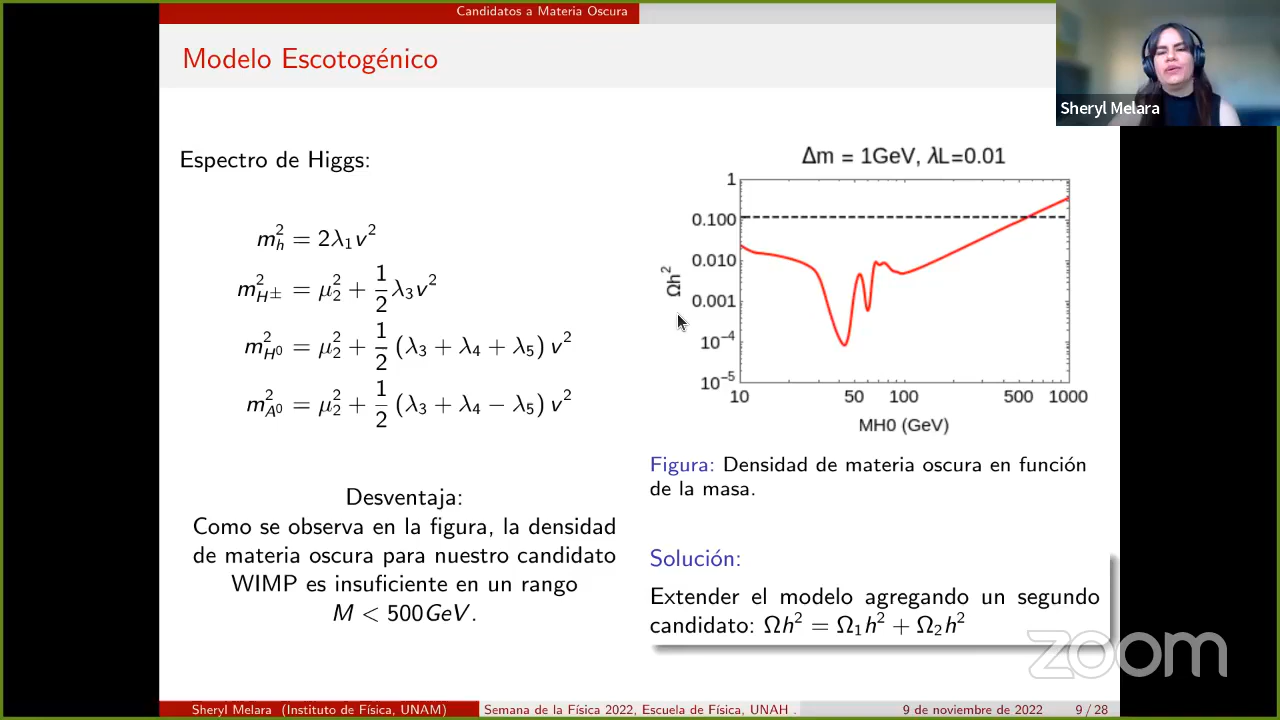 Candidatos a Materia Oscura
Modelo Escotogénico
Sheryl Melara
Espectro de Higgs:
m_h^2 = 2λ_1v^2
m_{H^±}^2 = μ_2^2 + \frac{1}{2} λ_3v^2
m_{H^0}^2 = μ_2^2 + \frac{1}{2} (λ_3 + λ_4 + λ_5) v^2
m_{A^0}^2 = μ_2^2 + \frac{1}{2} (λ_3 + λ_4 − λ_5) v^2
Desventaja:
Como se observa en la figura, la densidad
de materia oscura para nuestro candidato
WIMP es insuficiente en un rango
M < 500GeV.
Δm = 1GeV, λL=0.01
1
0.100
0.010
0.001
10^{−4}
10^{−5}
Ωh^2
10 50 100 500 1000
MH0 (GeV)
Figura: Densidad de materia oscura en función
de la masa.
Solución:
Extender el modelo agregando un segundo
candidato: Ωh^2 = Ω_1h^2 + Ω_2h^2
zoom
Sheryl Melara (Instituto de Física, UNAM) Semana de la Física 2022, Escuela de Física, UNAH . 9 de noviembre de 2022 9 / 28